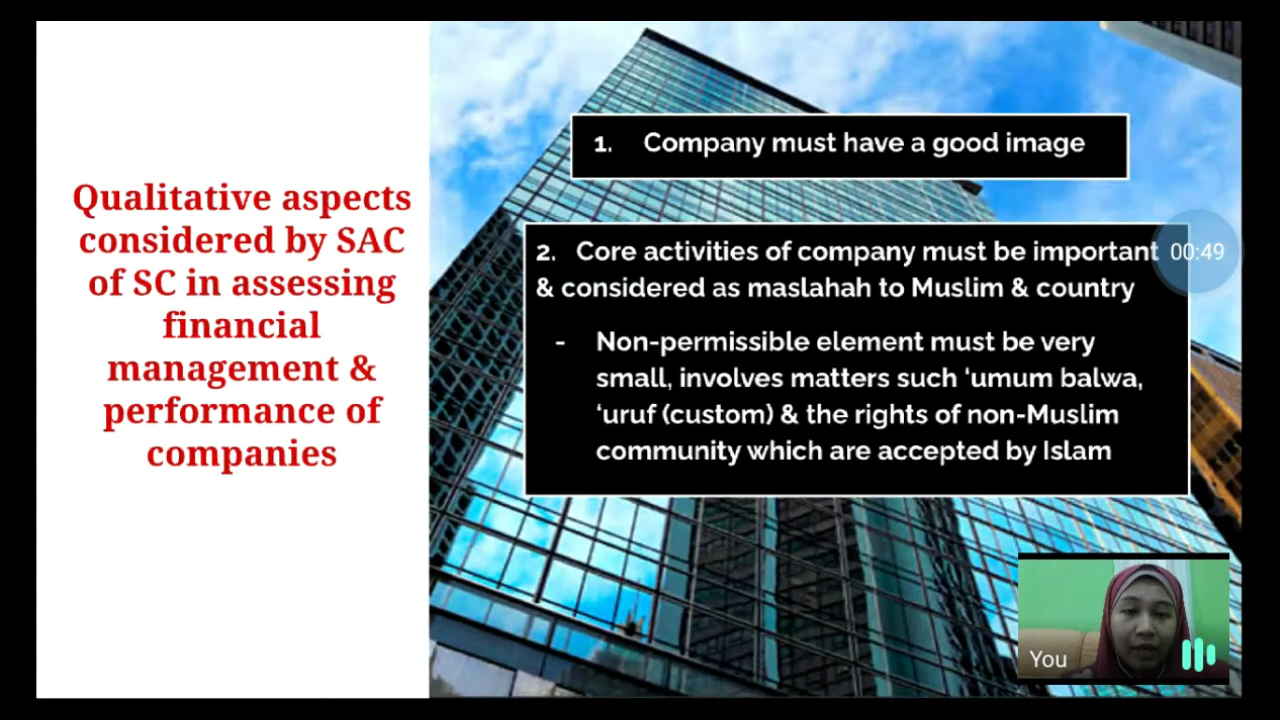 Qualitative aspects
considered by SAC
of SC in assessing
financial
management &
performance of
companies
1. Company must have a good image
2. Core activities of company must be important
& considered as maslahah to Muslim & country
- Non-permissible element must be very
small, involves matters such ‘umum balwa,
‘uruf (custom) & the rights of non-Muslim
community which are accepted by Islam
00:49
You